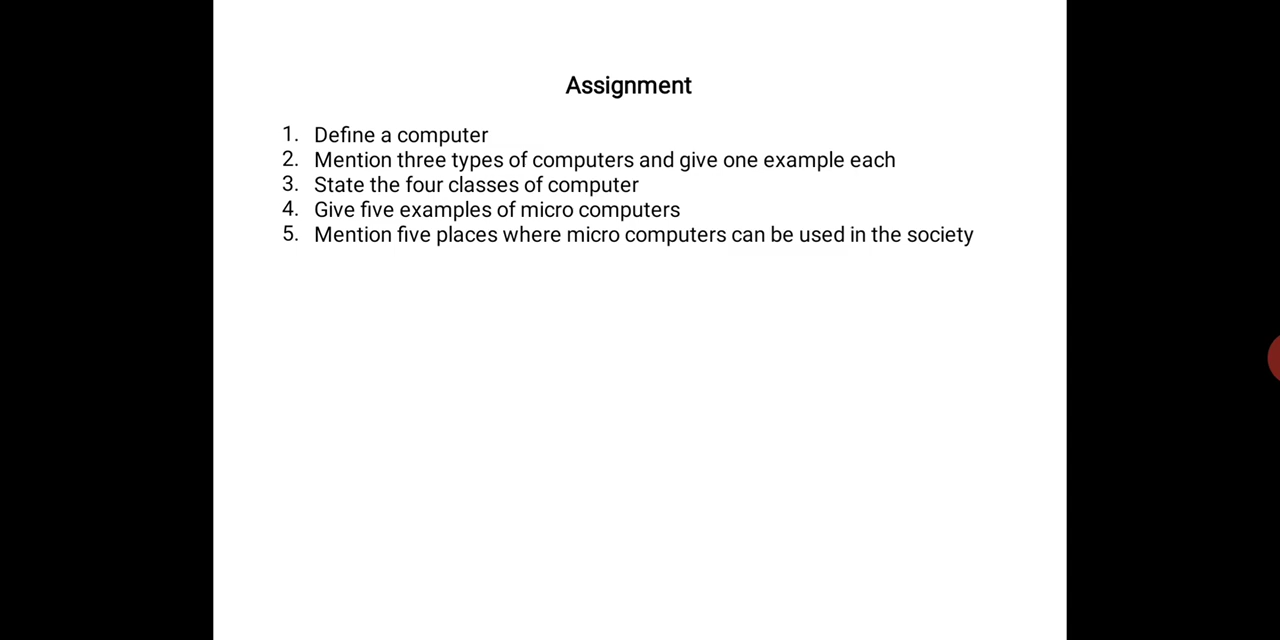 Assignment
1. Define a computer
2. Mention three types of computers and give one example each
3. State the four classes of computer
4. Give five examples of micro computers
5. Mention five places where micro computers can be used in the society